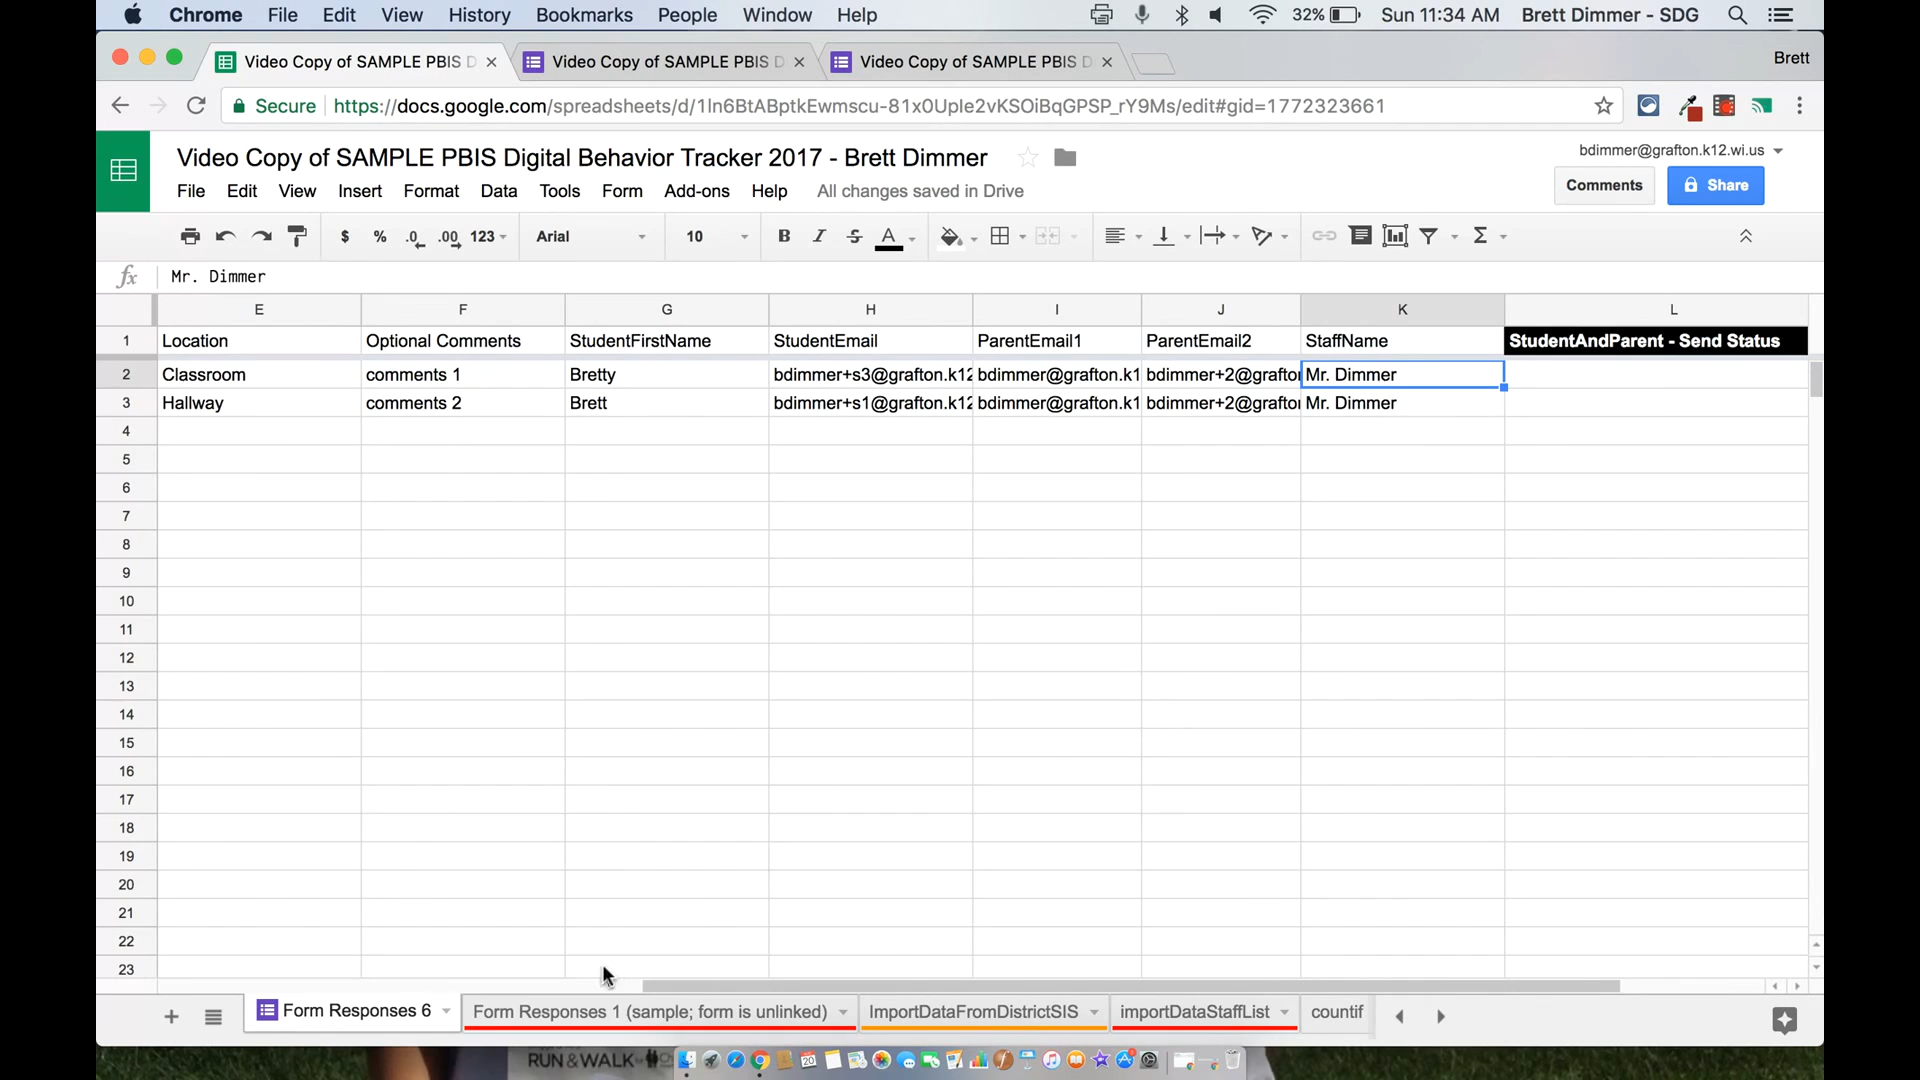 Chrome File Edit View History Bookmarks People Window Help 32% Sun 11:34 AM Brett Dimmer - SDG
Video Copy of SAMPLE PBIS D Video Copy of SAMPLE PBIS D Video Copy of SAMPLE PBIS D Brett
Secure https://docs.google.com/spreadsheets/d/1ln6BtABptkEwmscu-81x0Uple2vKSOiBqGPSP_rY9Ms/edit#gid=1772323661
Video Copy of SAMPLE PBIS Digital Behavior Tracker 2017 - Brett Dimmer bdimmer@grafton.k12.wi.us
File Edit View Insert Format Data Tools Form Add-ons Help All changes saved in Drive Comments Share
$ % .0 .00 123 Arial 10 B I S A Σ
fx Mr. Dimmer
E F G H I J K L
1 Location Optional Comments StudentFirstName StudentEmail ParentEmail1 ParentEmail2 StaffName StudentAndParent - Send Status
2 Classroom comments 1 Bretty bdimmer+s3@grafton.k12 bdimmer@grafton.k1 bdimmer+2@grafto Mr. Dimmer
3 Hallway comments 2 Brett bdimmer+s1@grafton.k12 bdimmer@grafton.k1 bdimmer+2@grafto Mr. Dimmer
4
5
6
7
8
9
10
11
12
13
14
15
16
17
18
19
20
21
22
23
Form Responses 6 Form Responses 1 (sample; form is unlinked) ImportDataFromDistrictSIS importDataStaffList countif
RUN & WALK